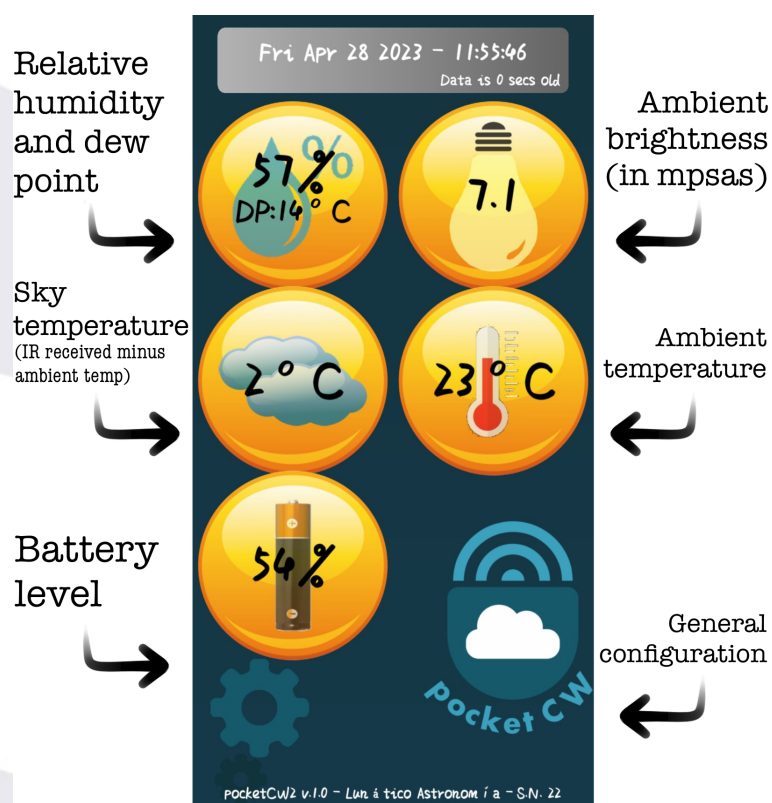 Fri Apr 28 2023 - 11:55:46
Data is 0 secs old
Relative
humidity
and dew
point
57%
%
DP:14° C
7.1
Ambient
brightness
(in mpsas)
Sky
temperature
(IR received minus
ambient temp)
2° C
23° C
Ambient
temperature
Battery
level
54%
General
configuration
pocket CW
pocketCW2 v.1.0 - Lun á tico Astronom í a - S.N. 22